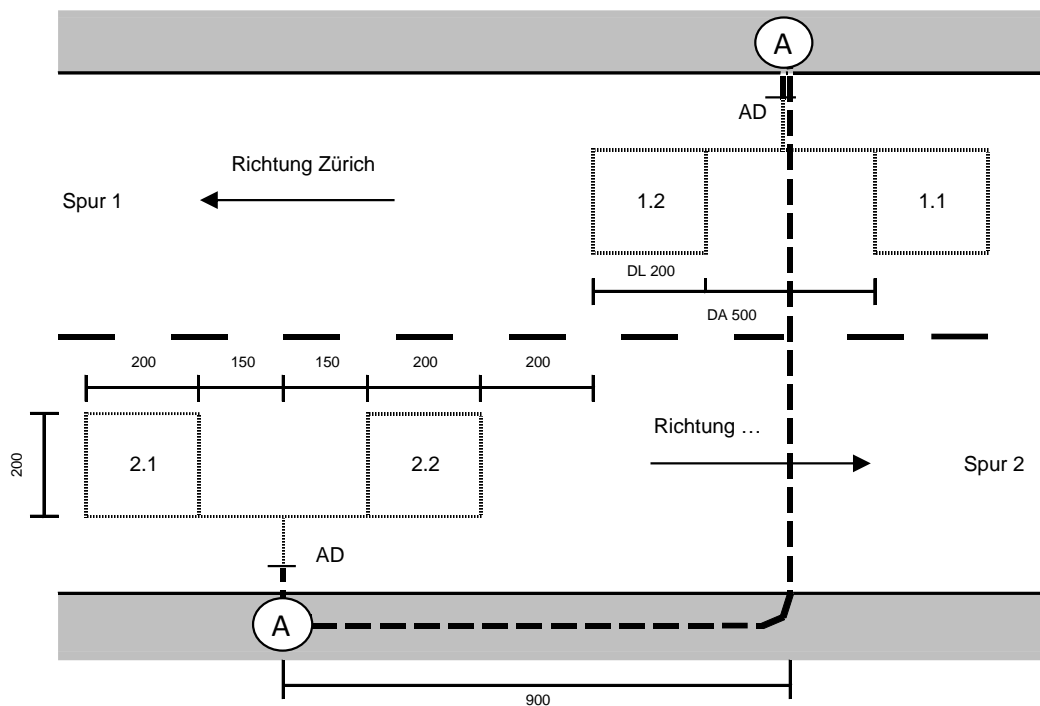 A
AD
Richtung Zürich
Spur 1
1.2
1.1
DL 200
DA 500
200 150 150 200 200
Richtung ...
200
2.1
2.2
Spur 2
AD
A
900